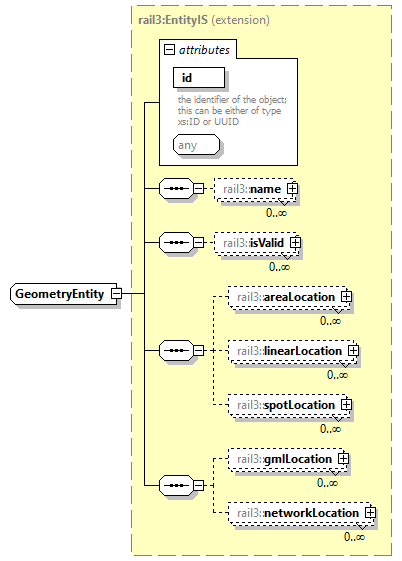 rail3:EntityIS (extension)
attributes
id
the identifier of the object;
this can be either of type
xs:ID or UUID
any
rail3::name
0..∞
rail3::isValid
0..∞
GeometryEntity
rail3::areaLocation
0..∞
rail3::linearLocation
0..∞
rail3::spotLocation
0..∞
rail3::gmlLocation
0..∞
rail3::networkLocation
0..∞